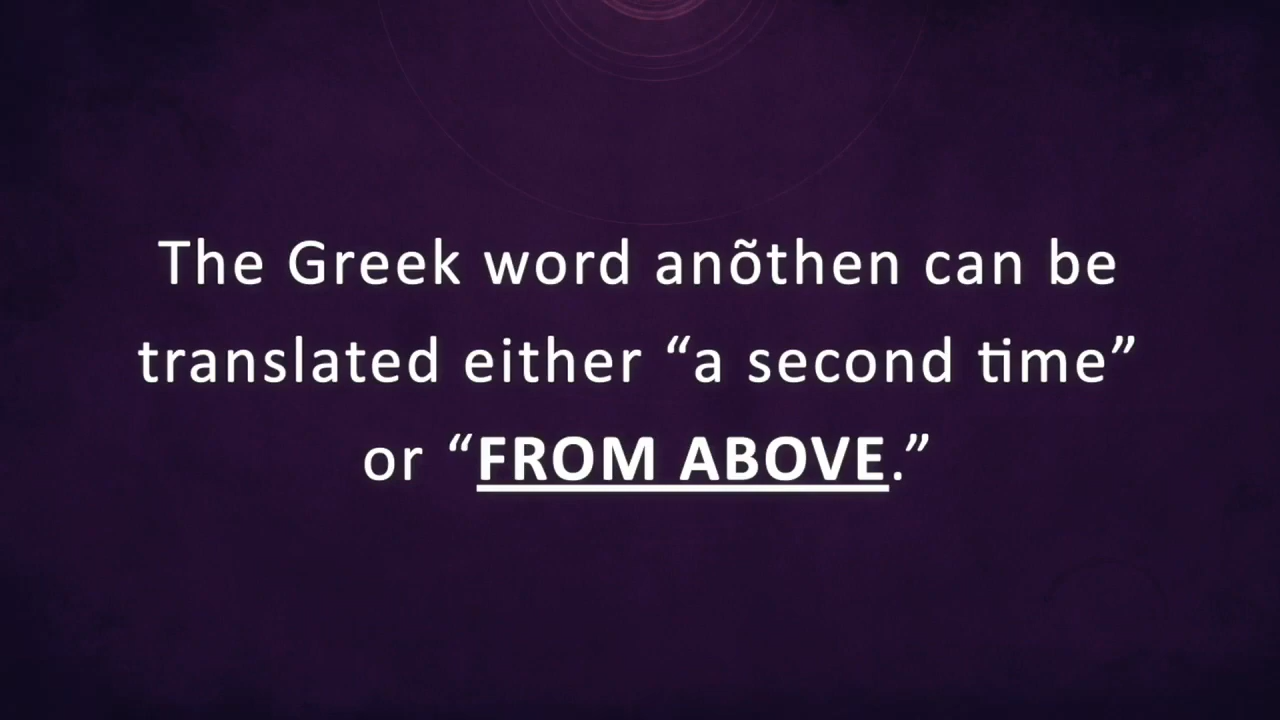 The Greek word anõthen can be
translated either “a second time”
or “FROM ABOVE.”